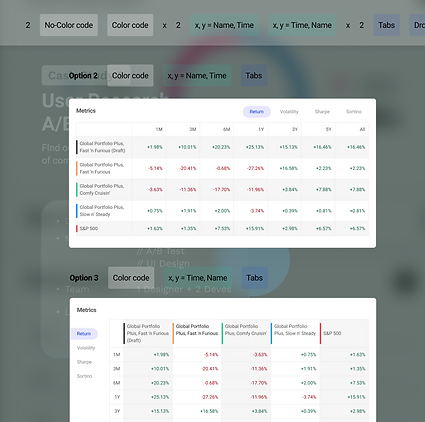 2 No-Color code Color code x 2 x, y = Name, Time x, y = Time, Name x 2 Tabs
Option 2 Color code x, y = Name, Time Tabs
User Research
A/B
Find ou
of com
Metrics Return Volatility Sharpe Sortino
1M 3M 6M 1Y 3Y 5Y All
Global Portfolio Plus,
Fast 'n Furious (Draft) +1.98% +10.01% +20.23% +25.13% +15.13% +16.46% +16.46%
Global Portfolio Plus,
Fast 'n Furious -5.14% -20.41% -0.68% -27.26% +16.58% +2.23% +2.23%
Global Portfolio Plus,
Comfy Cruisin' -3.63% -11.36% -17.70% -11.96% +3.84% +7.88% +7.88%
Global Portfolio Plus,
Slow n' Steady +0.75% +1.91% +2.00% -3.74% +0.39% +0.81% +0.81%
S&P 500 +1.63% +1.35% +7.53% +15.91% +2.98% +6.57% +6.57%
// A/B Test
// UI Design
Team 1 Designer + 2 Deves
Option 3 Color code x, y = Time, Name Tabs
Metrics
Return
Volatility
Sharpe
Sortino
Global Portfolio
Plus, Fast 'n Furious
(Draft)
Global Portfolio
Plus, Fast 'n Furious
Global Portfolio
Plus, Comfy Cruisin'
Global Portfolio
Plus, Slow n' Steady
S&P 500
1M +1.98% -5.14% -3.63% +0.75% +1.63%
3M +10.01% -20.41% -11.36% +1.91% +1.35%
6M +20.23% -0.68% -17.70% +2.00% +7.53%
1Y +25.13% -27.26% -11.96% -3.74% +15.91%
3Y +15.13% +16.58% +3.84% +0.39% +2.98%